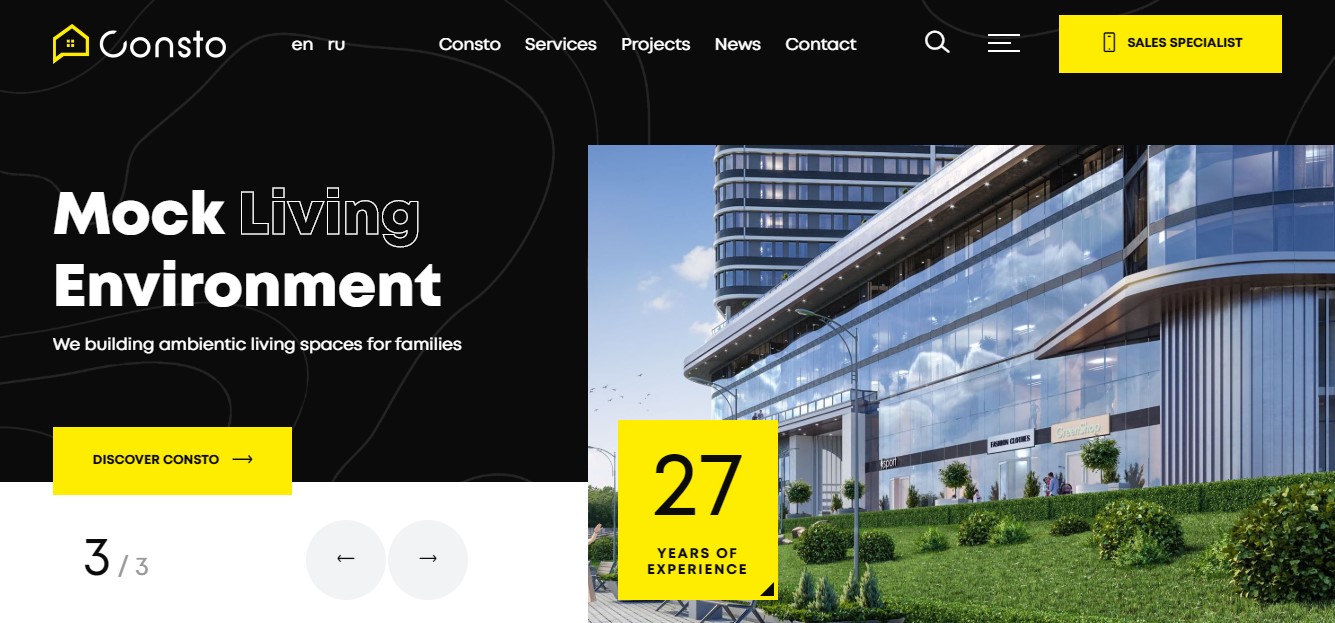 Consto
en ru
Consto Services Projects News Contact
SALES SPECIALIST
Mock Living
Environment
We building ambientic living spaces for families
DISCOVER CONSTO
3 / 3
27
YEARS OF
EXPERIENCE
sport
FASHION CLOTHES
GreenShop